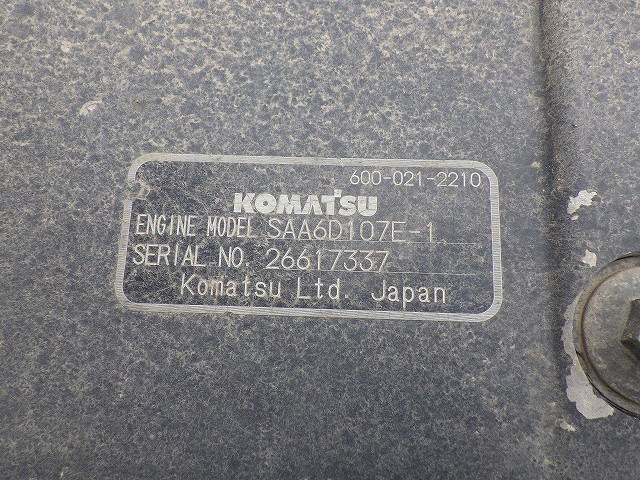 600-021-2210
KOMATSU
ENGINE MODEL SAA6D107E-1
SERIAL NO. 26617337
Komatsu Ltd. Japan